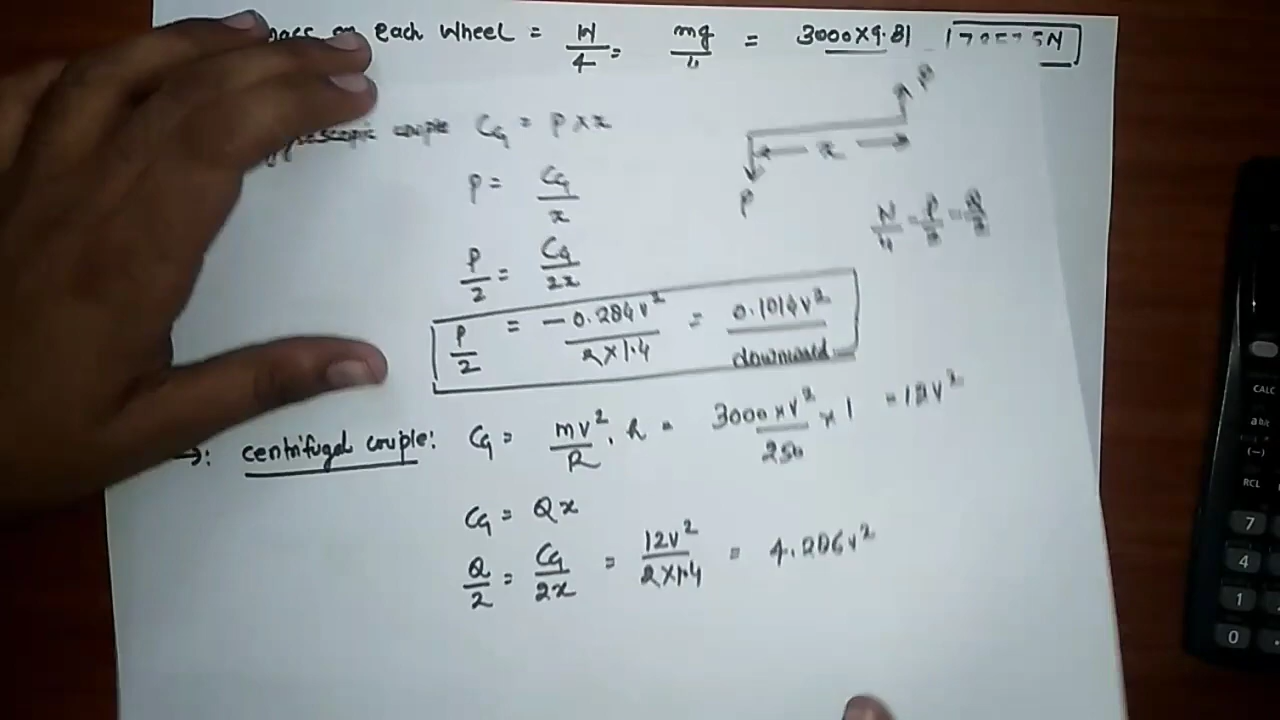 each Wheel = W/4 = mg/4 = 3000×9.81
couple CG = P×x
P
x
P
P = CG/x
P/2 = CG/2x
P/2 = -0.284v²/2×1.4 = 0.1014v²/downward
→: centrifugal couple: CG = mv²/R . h = 3000×v²/250 × 1 = 12v²
CG = Qx
Q/2 = CG/2x = 12v²/2×1.4 = 4.286v²
CALC
RCL
(-)
7
4
1
0